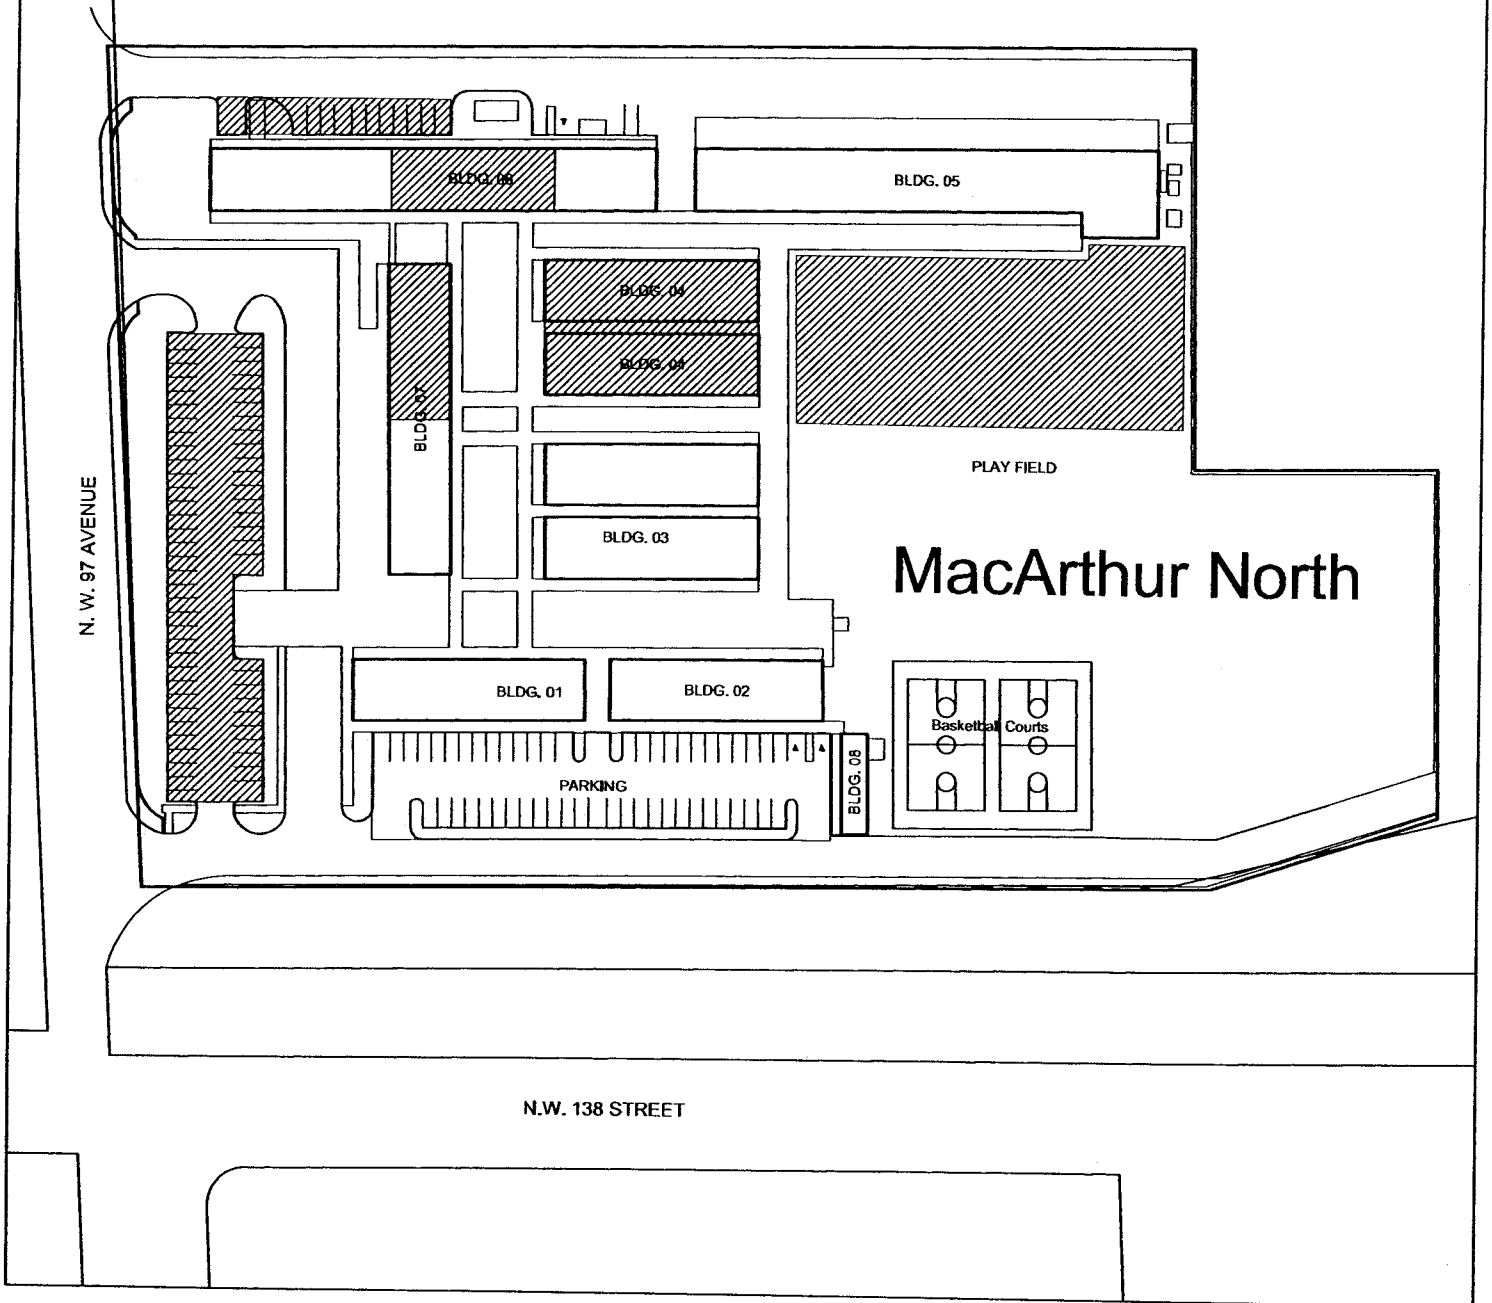 BLDG. 06
BLDG. 05
BLDG. 04
BLDG. 04
BLDG. 07
PLAY FIELD
N. W. 97 AVENUE
BLDG. 03
MacArthur North
BLDG. 01
BLDG. 02
Basketball Courts
PARKING
BLDG. 08
N.W. 138 STREET